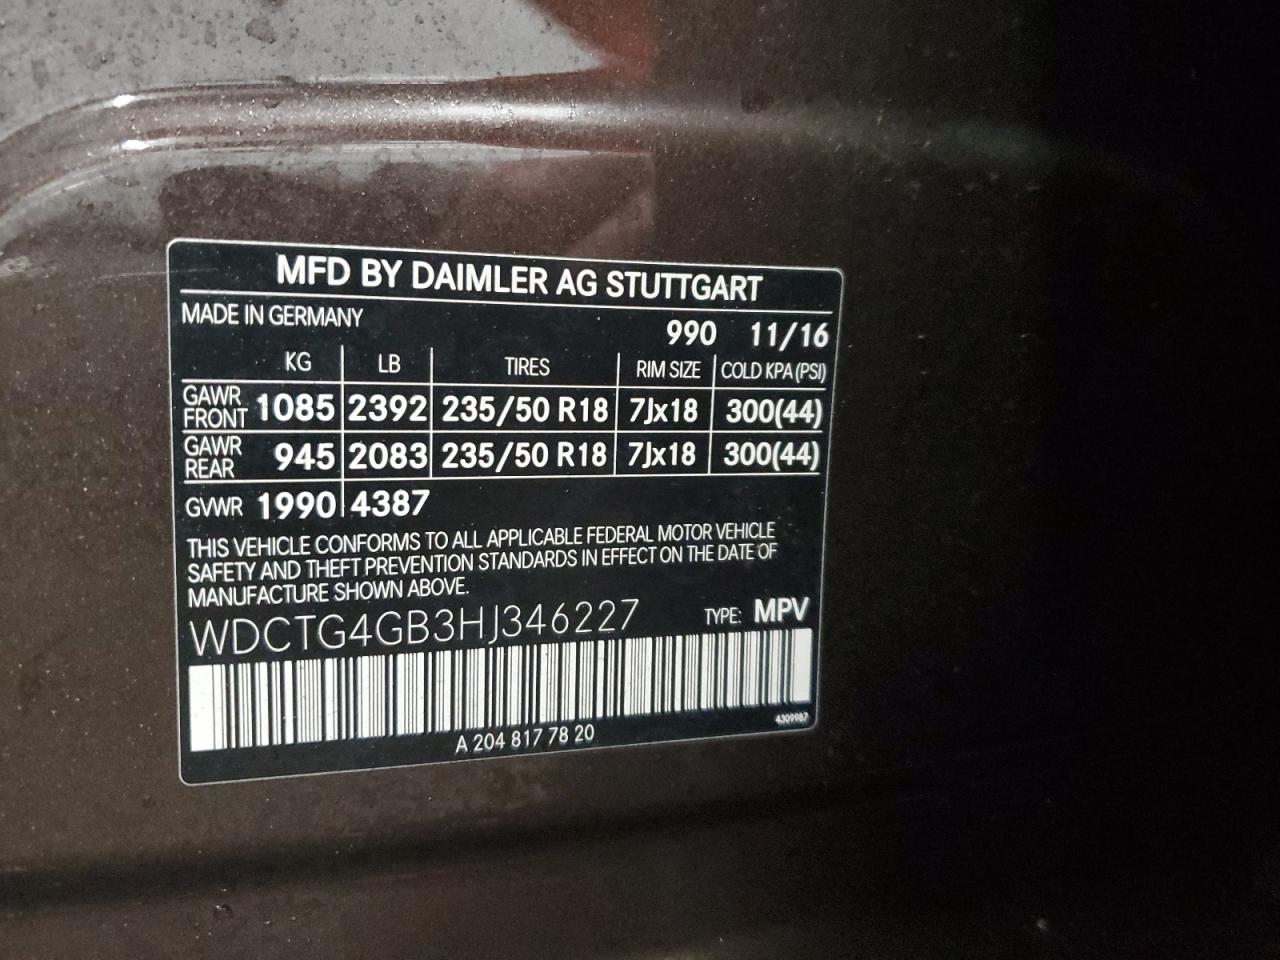 MFD BY DAIMLER AG STUTTGART
MADE IN GERMANY
990 11/16
KG LB TIRES RIM SIZE COLD KPA (PSI)
GAWR FRONT 1085 2392 235/50 R18 7Jx18 300(44)
GAWR REAR 945 2083 235/50 R18 7Jx18 300(44)
GVWR 1990 4387
THIS VEHICLE CONFORMS TO ALL APPLICABLE FEDERAL MOTOR VEHICLE
SAFETY AND THEFT PREVENTION STANDARDS IN EFFECT ON THE DATE OF
MANUFACTURE SHOWN ABOVE.
WDCTG4GB3HJ346227 TYPE: MPV
4309987
A 204 817 78 20